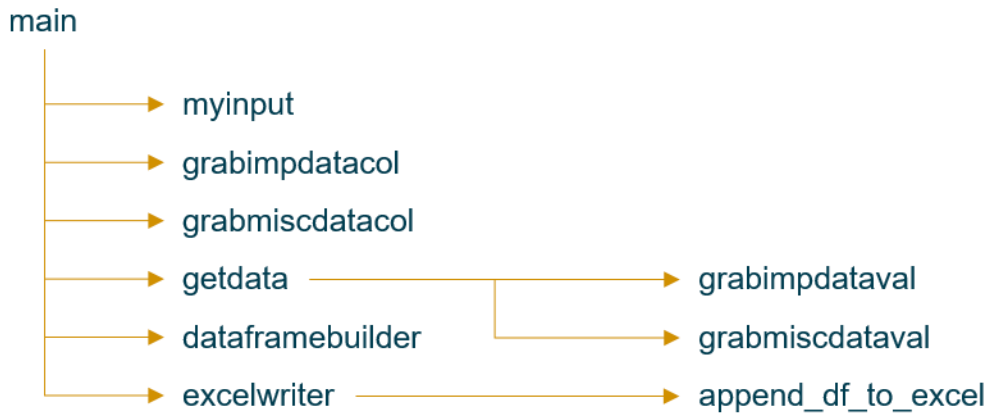 main
myinput
grabimpdatacol
grabmiscdatacol
getdata grabimpdataval
dataframebuilder grabmiscdataval
excelwriter append_df_to_excel